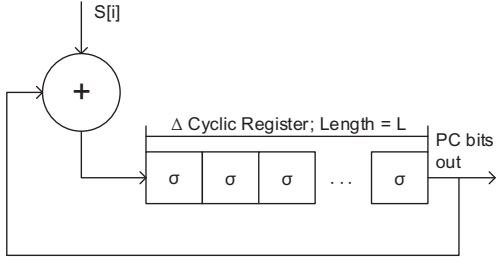 S[i]
+
Δ Cyclic Register; Length = L
PC bits
out
σ σ σ ... σ